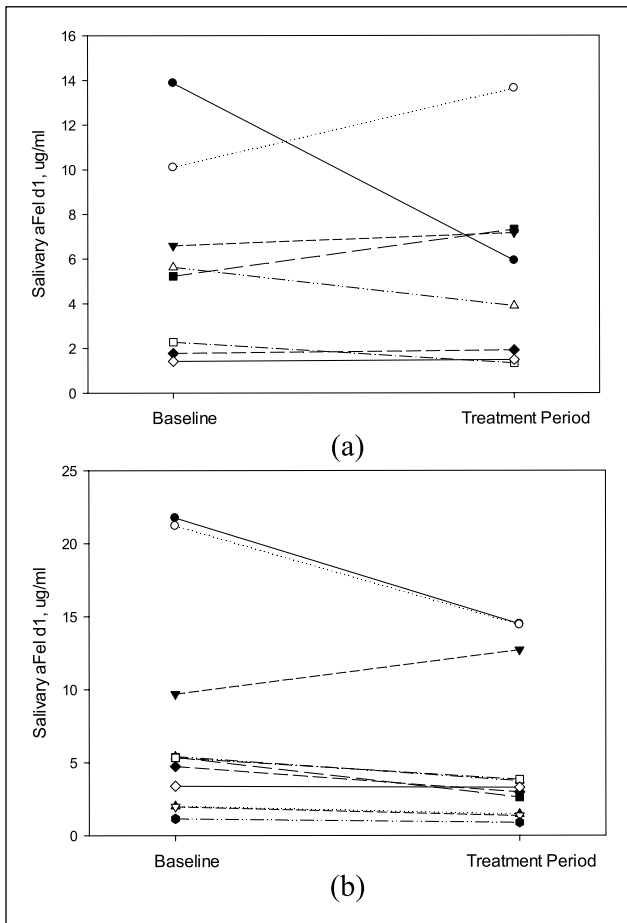 16
14
12
10
8
6
4
2
0
Salivary aFel d1, ug/ml
Baseline
Treatment Period
(a)
25
20
15
10
5
0
Salivary aFel d1, ug/ml
Baseline
Treatment Period
(b)